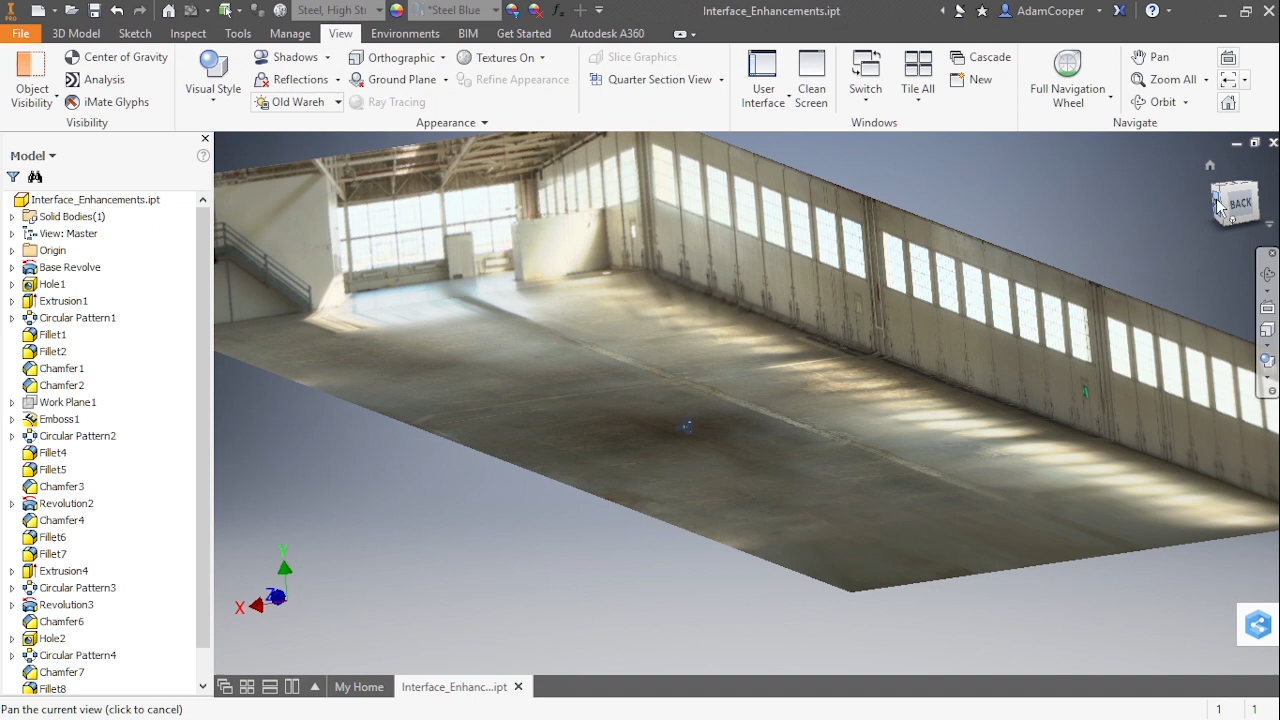 PRO
Steel, High Sti
*Steel Blue
Interface_Enhancements.ipt
AdamCooper
File
3D Model
Sketch
Inspect
Tools
Manage
View
Environments
BIM
Get Started
Autodesk A360
Object
Visibility
Center of Gravity
Analysis
iMate Glyphs
Visibility
Visual Style
Shadows
Reflections
Old Wareh
Orthographic
Ground Plane
Ray Tracing
Textures On
Refine Appearance
Appearance
Slice Graphics
Quarter Section View
User
Interface
Clean
Screen
Switch
Tile All
Cascade
New
Windows
Full Navigation
Wheel
Pan
Zoom All
Orbit
Navigate
Model
Interface_Enhancements.ipt
Solid Bodies(1)
View: Master
Origin
Base Revolve
Hole1
Extrusion1
Circular Pattern1
Fillet1
Fillet2
Chamfer1
Chamfer2
Work Plane1
Emboss1
Circular Pattern2
Fillet4
Fillet5
Chamfer3
Revolution2
Chamfer4
Fillet6
Fillet7
Extrusion4
Circular Pattern3
Revolution3
Chamfer6
Hole2
Circular Pattern4
Chamfer7
Fillet8
BACK
Y
X
Z
My Home
Interface_Enhanc...ipt
Pan the current view (click to cancel)
1
1